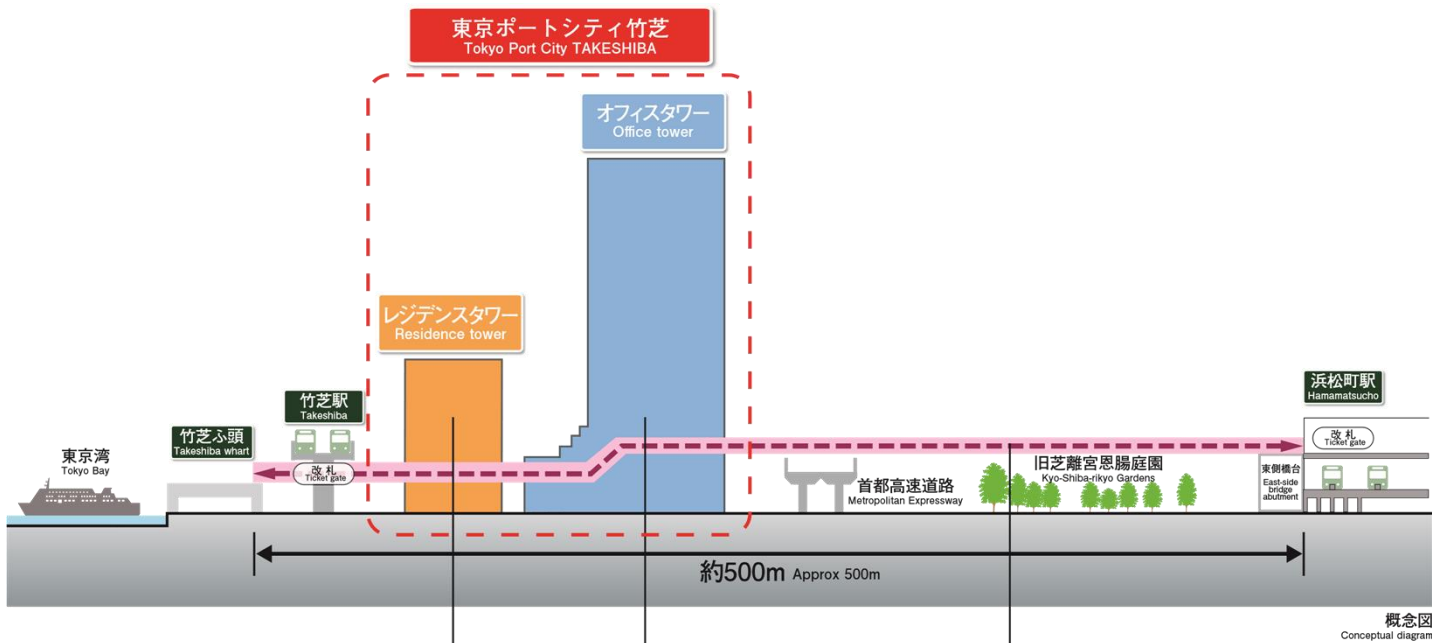 東京ポートシティ竹芝
Tokyo Port City TAKESHIBA
オフィスタワー
Office tower
レジデンスタワー
Residence tower
竹芝駅
Takeshiba
竹芝ふ頭
Takeshiba whart
東京湾
Tokyo Bay
改札
Ticket gate
浜松町駅
Hamamatsucho
改札
Ticket gate
首都高速道路
Metropolitan Expressway
旧芝離宮恩腸庭園
Kyo-Shiba-rikyo Gardens
東側橋台
East-side
bridge
abutment
約500m Approx 500m
概念図
Conceptual diagram